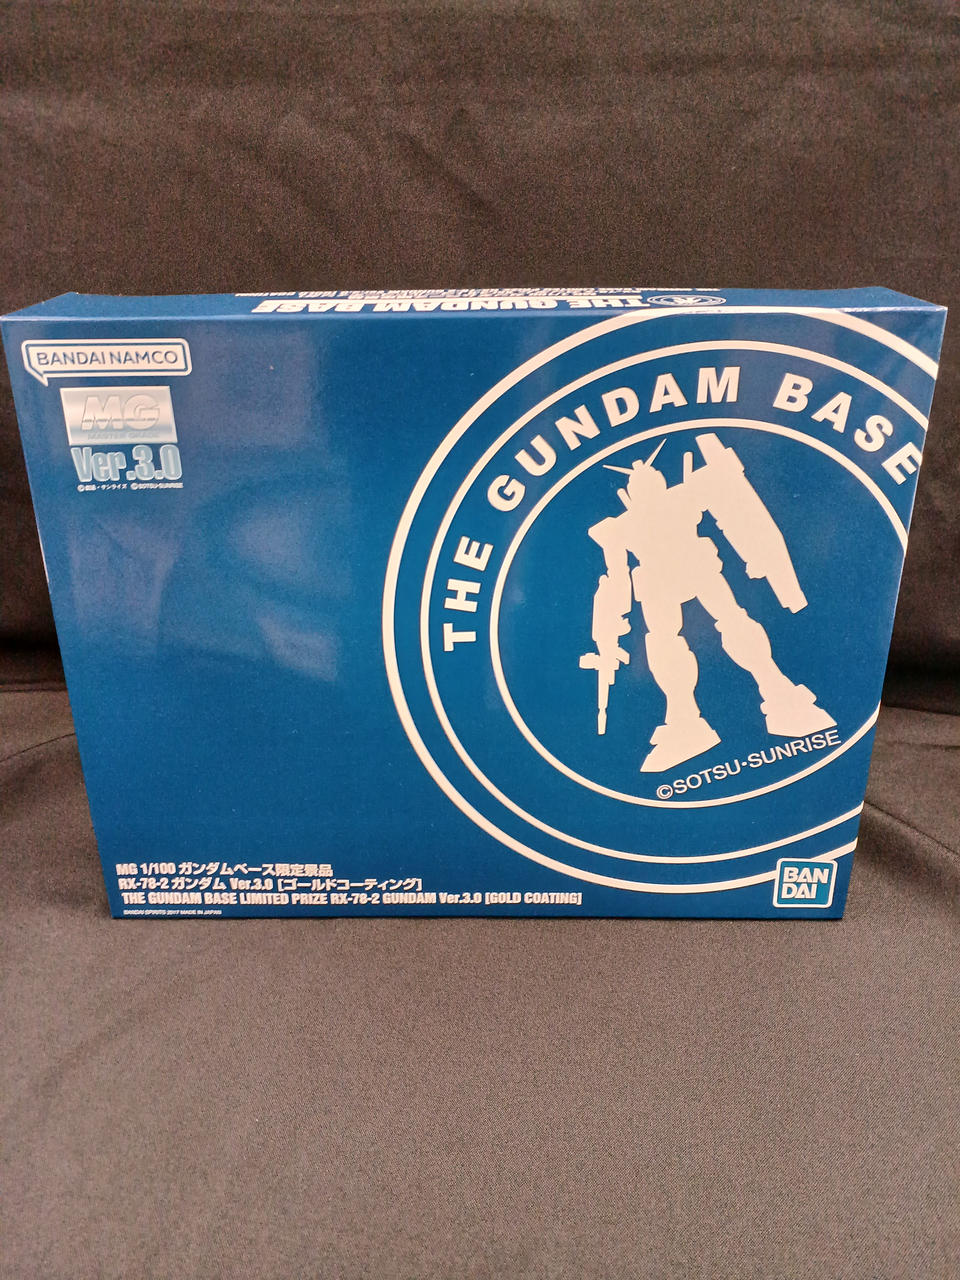 THE GUNDAM BASE
BANDAI NAMCO
MG
MASTER GRADE
Ver.3.0
©創通・サンライズ ©SOTSU・SUNRISE
THE GUNDAM BASE
©SOTSU・SUNRISE
MG 1/100 ガンダムベース限定景品
RX-78-2 ガンダム Ver.3.0 [ゴールドコーティング]
THE GUNDAM BASE LIMITED PRIZE RX-78-2 GUNDAM Ver.3.0 [GOLD COATING]
BANDAI SPIRITS 2017 MADE IN JAPAN
BAN
DAI